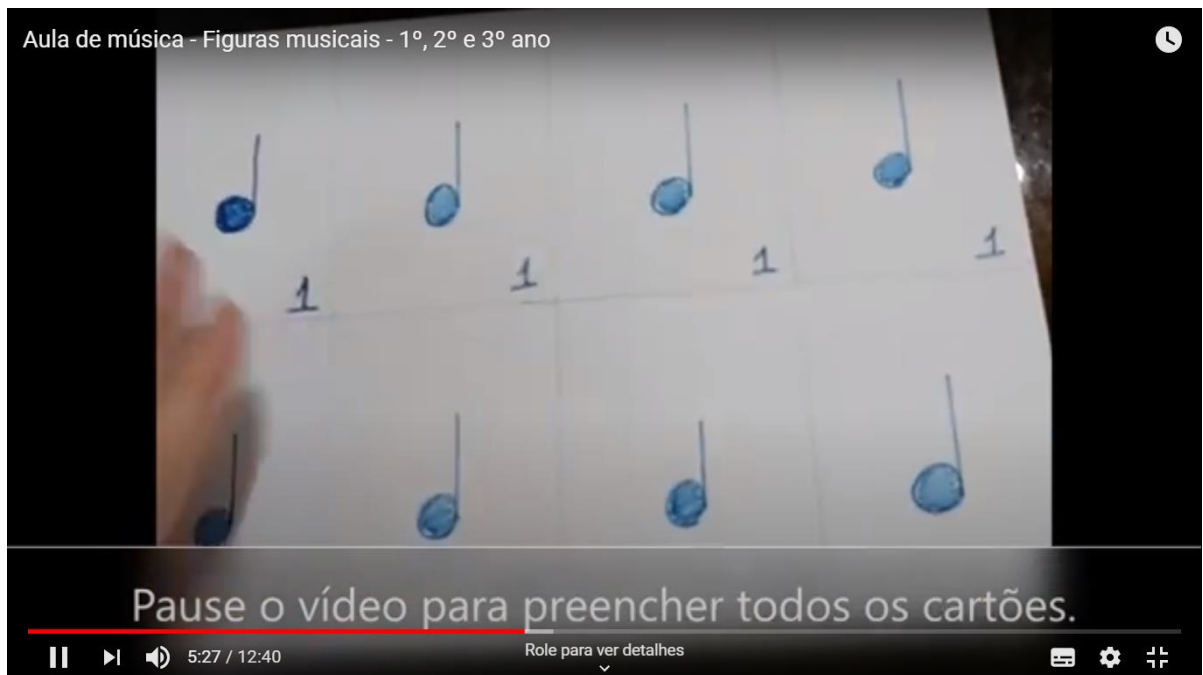 Aula de música - Figuras musicais - 1º, 2º e 3º ano
1 1 1 1
Pause o vídeo para preencher todos os cartões.
5:27 / 12:40
Role para ver detalhes